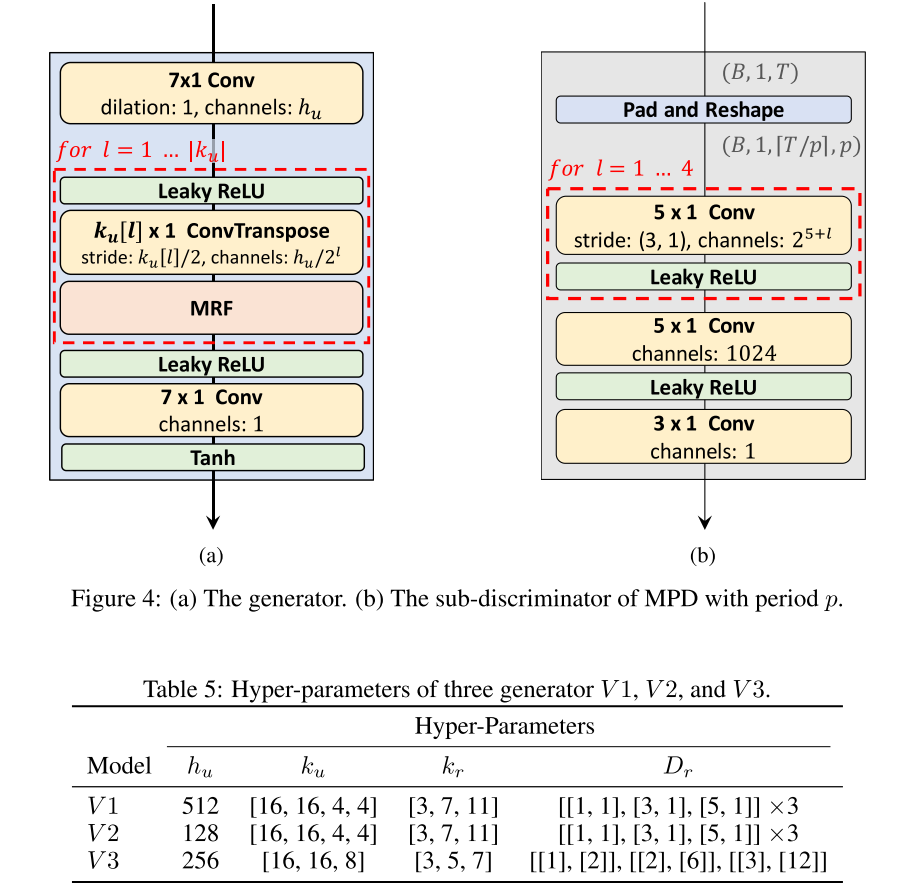 7x1 Conv
dilation: 1, channels: h_u
for l = 1 … |k_u|
Leaky ReLU
k_u[l] x 1 ConvTranspose
stride: k_u[l]/2, channels: h_u/2^l
MRF
Leaky ReLU
7 x 1 Conv
channels: 1
Tanh
(a)
(B, 1, T)
Pad and Reshape
(B, 1, ⌈T/p⌉, p)
for l = 1 … 4
5 x 1 Conv
stride: (3, 1), channels: 2^{5+l}
Leaky ReLU
5 x 1 Conv
channels: 1024
Leaky ReLU
3 x 1 Conv
channels: 1
(b)
Figure 4: (a) The generator. (b) The sub-discriminator of MPD with period p.
Table 5: Hyper-parameters of three generator V1, V2, and V3.
Hyper-Parameters
Model h_u k_u k_r D_r
V1 512 [16, 16, 4, 4] [3, 7, 11] [[1, 1], [3, 1], [5, 1]] ×3
V2 128 [16, 16, 4, 4] [3, 7, 11] [[1, 1], [3, 1], [5, 1]] ×3
V3 256 [16, 16, 8] [3, 5, 7] [[1], [2]], [[2], [6]], [[3], [12]]